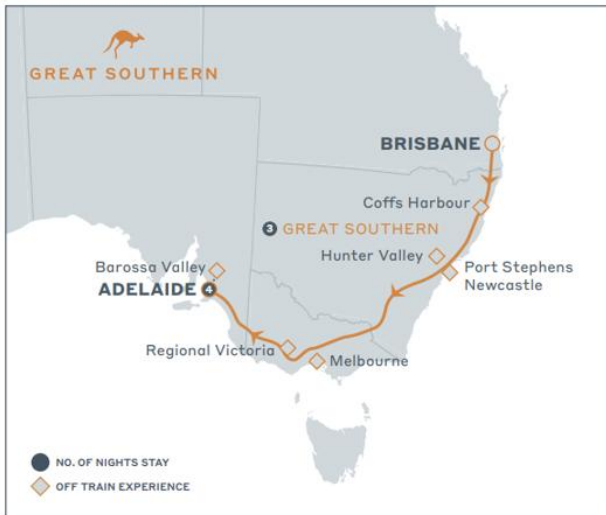 GREAT SOUTHERN
BRISBANE
Coffs Harbour
3 GREAT SOUTHERN
Hunter Valley
Port Stephens
Newcastle
Barossa Valley
ADELAIDE 4
Regional Victoria
Melbourne
NO. OF NIGHTS STAY
OFF TRAIN EXPERIENCE